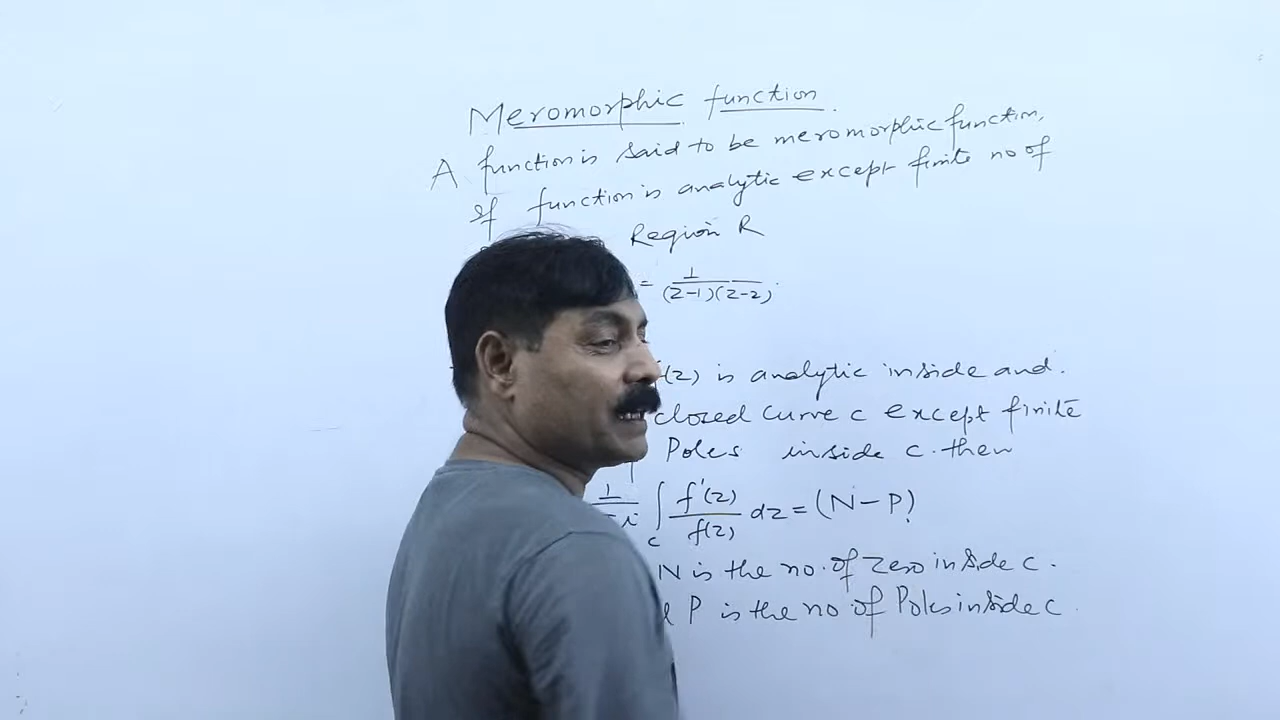 Meromorphic function.
A function is said to be meromorphic function,
if function is analytic except finite no of
Region R
= 1/((z-1)(z-2)).
(z) is analytic inside and.
closed curve c except finite
Poles inside c. then
1/ i ∫c f'(z)/f(z) dz = (N-P)
N is the no. of Zero inside c.
P is the no of Poles inside c.